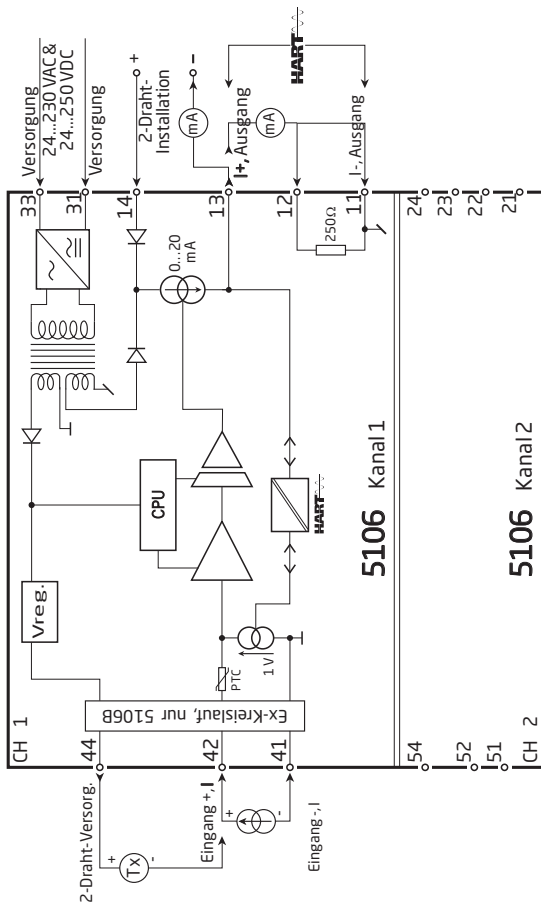 CH 1
44
42
41
54
52
51
CH 2
2-Draht-Versorg.
+
Tx
-
Eingang +, I
+
-
Eingang -, I
Ex-Kreislauf, nur 5106B
Vreg.
PTC
1 V
CPU
HART
0...20
mA
250Ω
5106 Kanal 1
5106 Kanal 2
33
31
14
13
12
11
24
23
22
21
Versorgung
24...230 VAC &
24...250 VDC
Versorgung
+
2-Draht-
Installation
-
mA
I+, Ausgang
mA
I-, Ausgang
HART